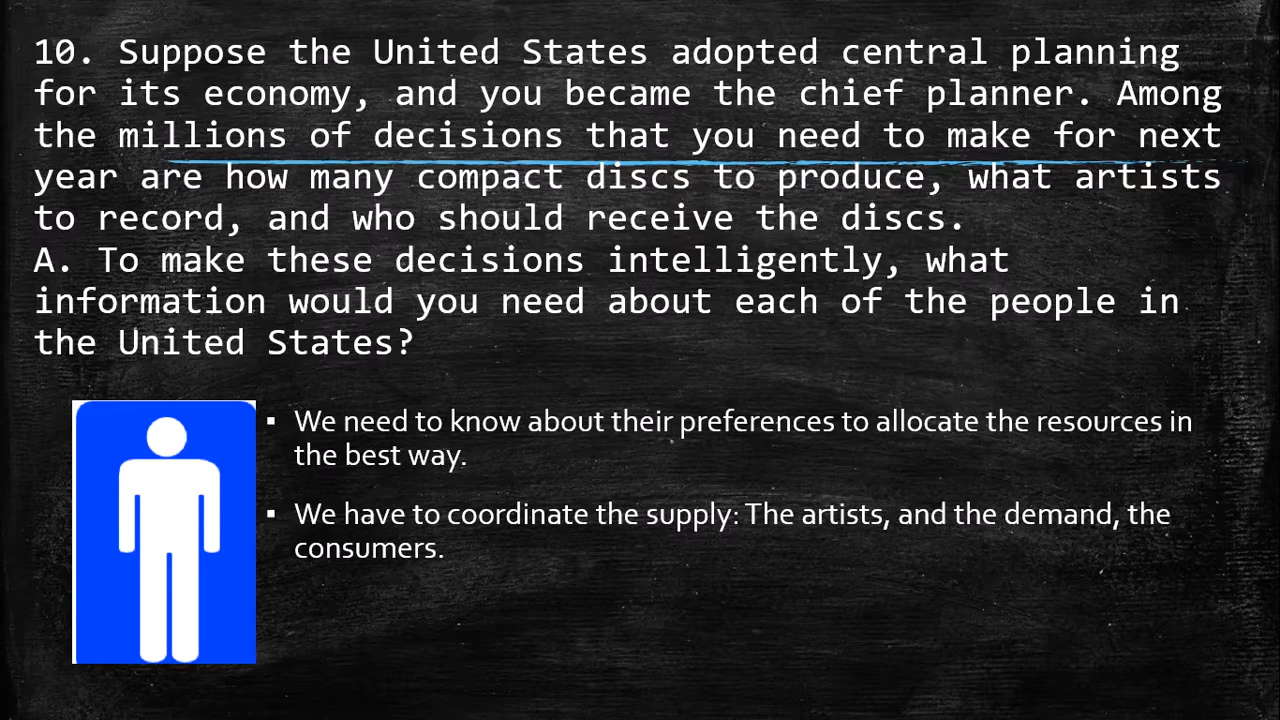 10. Suppose the United States adopted central planning
for its economy, and you became the chief planner. Among
the millions of decisions that you need to make for next
year are how many compact discs to produce, what artists
to record, and who should receive the discs.
A. To make these decisions intelligently, what
information would you need about each of the people in
the United States?
▪ We need to know about their preferences to allocate the resources in
the best way.
▪ We have to coordinate the supply: The artists, and the demand, the
consumers.